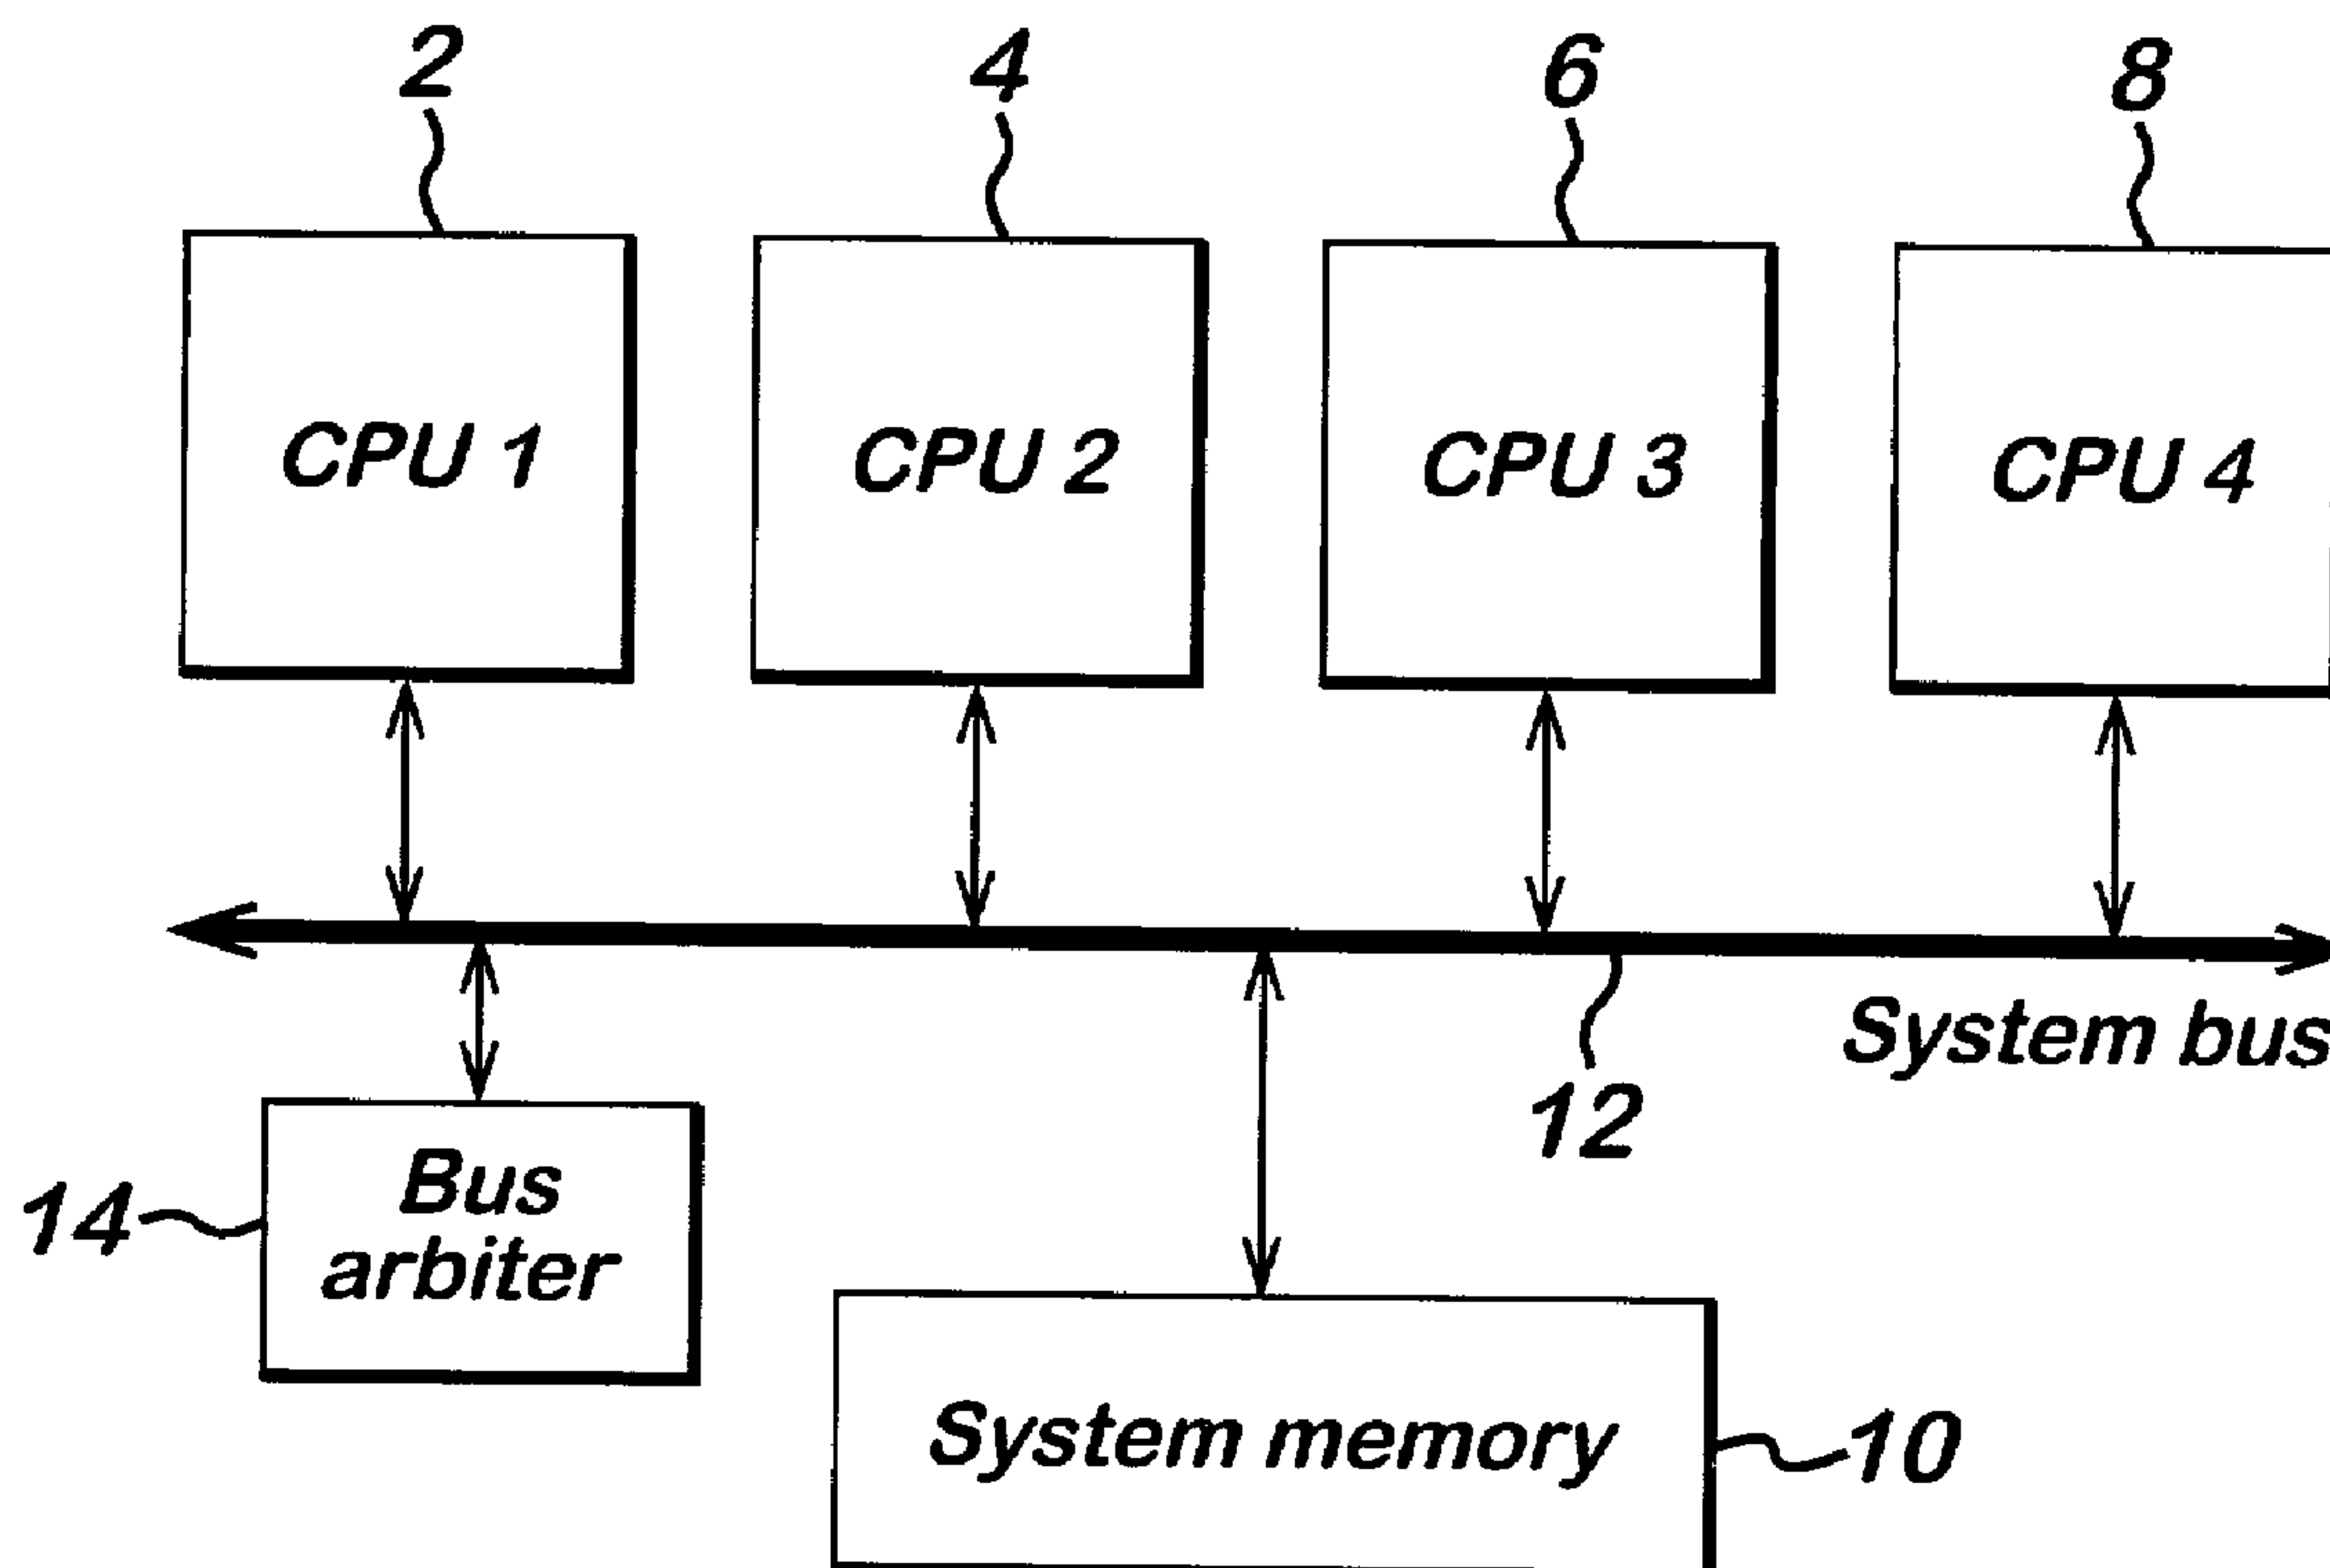 2
4
6
8
CPU 1
CPU 2
CPU 3
CPU 4
System bus
12
14
Bus
arbiter
System memory
10